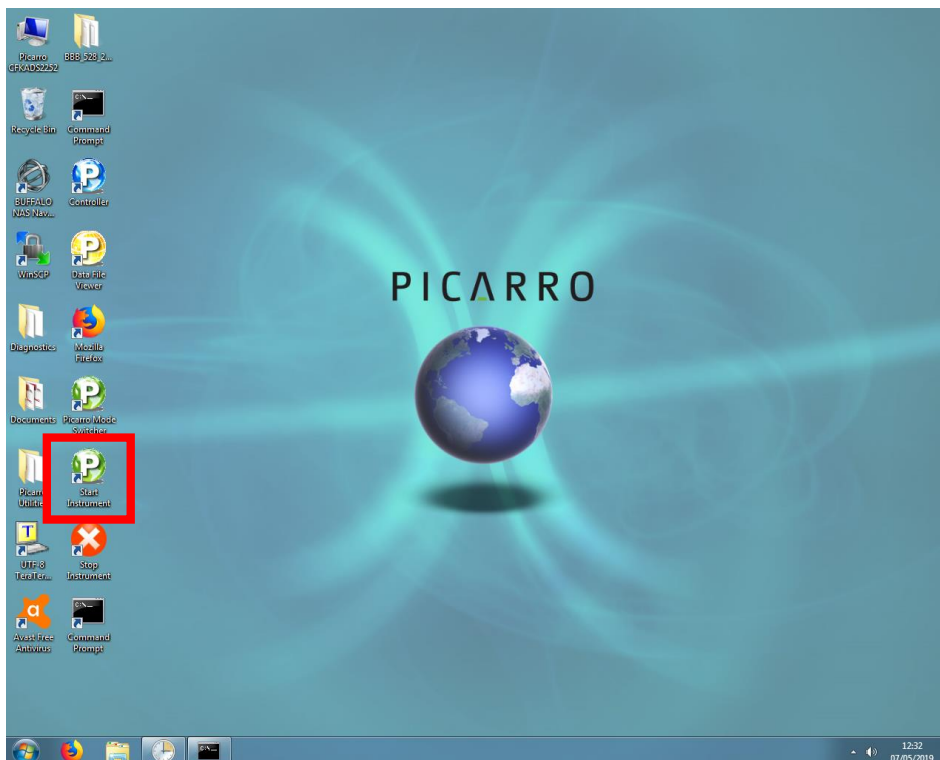 Picarro
CFKADS2252
BBB_528_2...
Recycle Bin
Command
Prompt
BUFFALO
NAS Nav...
Controller
WinSCP
Data File
Viewer
Diagnostics
Mozilla
Firefox
Documents
Picarro Mode
Switcher
Picarr
Utilitie
Start
Instrument
UTF-8
TeraTer...
Stop
Instrument
Avast Free
Antivirus
Command
Prompt
PICARRO
12:32
07/05/2019